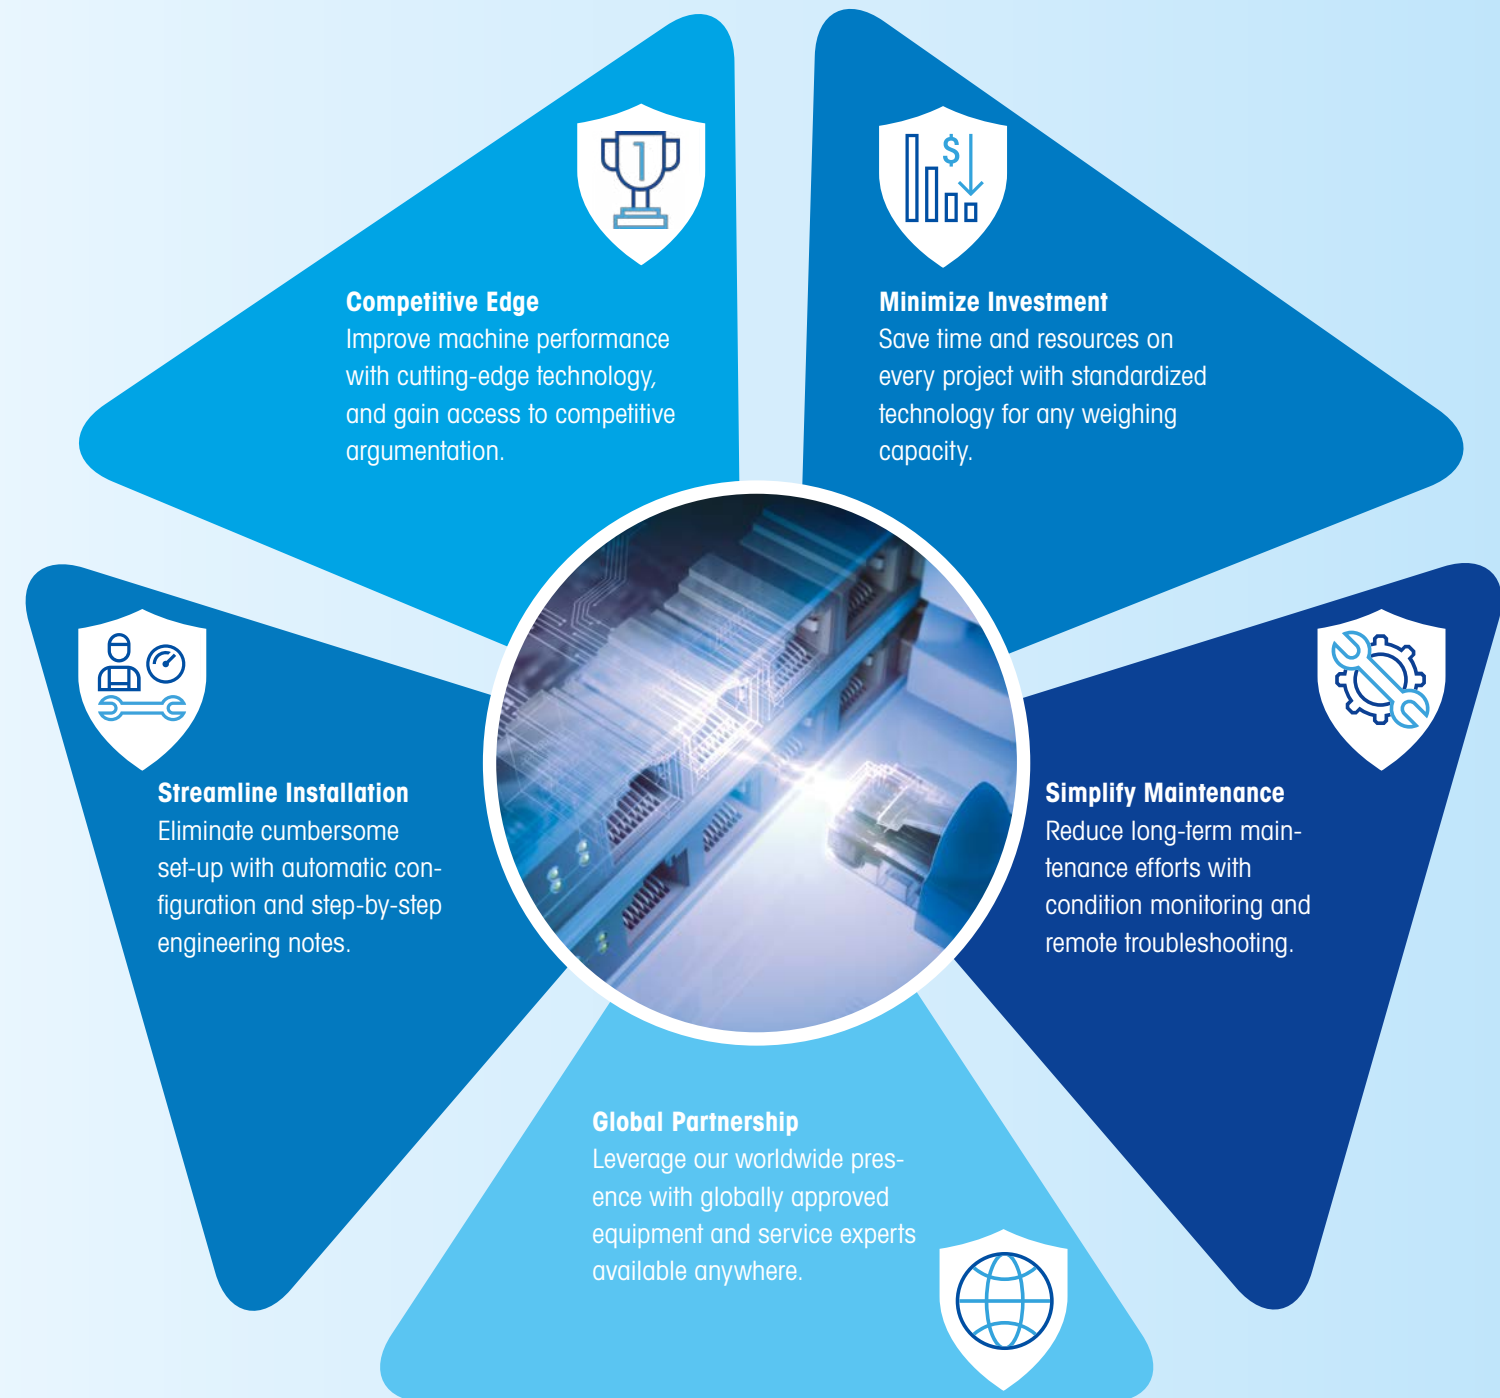 1
Competitive Edge
Improve machine performance
with cutting-edge technology,
and gain access to competitive
argumentation.
$
Minimize Investment
Save time and resources on
every project with standardized
technology for any weighing
capacity.
Streamline Installation
Eliminate cumbersome
set-up with automatic con-
figuration and step-by-step
engineering notes.
Simplify Maintenance
Reduce long-term main-
tenance efforts with
condition monitoring and
remote troubleshooting.
Global Partnership
Leverage our worldwide pres-
ence with globally approved
equipment and service experts
available anywhere.